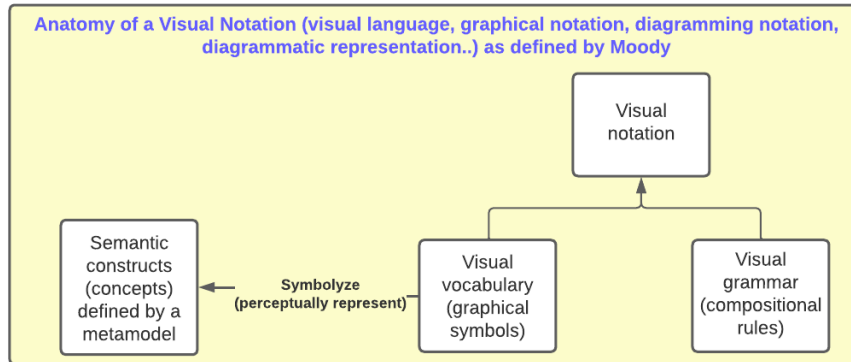 Anatomy of a Visual Notation (visual language, graphical notation, diagramming notation,
diagrammatic representation..) as defined by Moody
Visual
notation
Semantic
constructs
(concepts)
defined by a
metamodel
Symbolyze
(perceptually represent)
Visual
vocabulary
(graphical
symbols)
Visual
grammar
(compositional
rules)